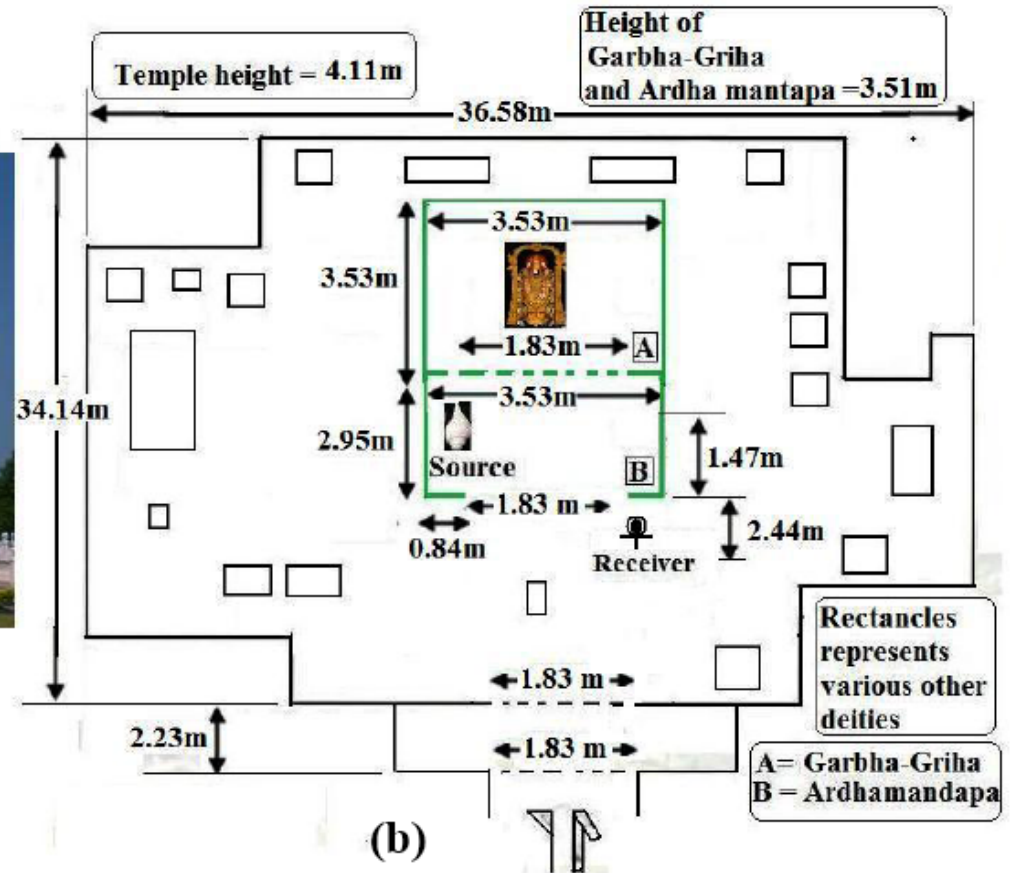 Temple height = 4.11m
Height of
Garbha-Griha
and Ardha mantapa =3.51m
36.58m
3.53m
3.53m
1.83m
A
3.53m
34.14m
2.95m
Source
B
1.47m
1.83 m
0.84m
2.44m
Receiver
Rectancles
represents
various other
deities
1.83 m
2.23m
1.83 m
A= Garbha-Griha
B = Ardhamandapa
(b)